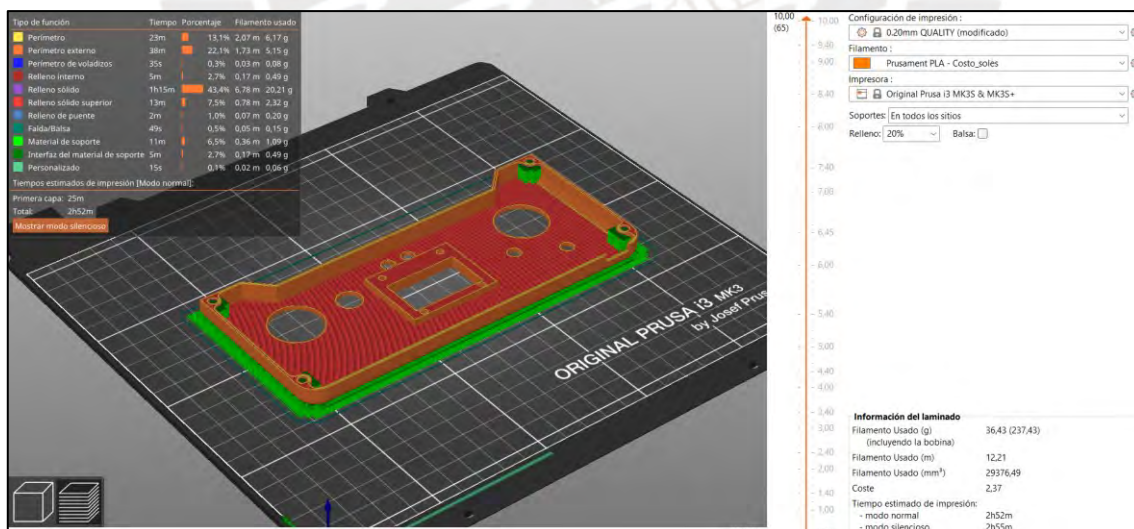 Tipo de función Tiempo Porcentaje Filamento usado
Perímetro 23m 13,1% 2,07 m 6,17 g
Perímetro externo 38m 22,1% 1,73 m 5,15 g
Perímetro de voladizos 35s 0,3% 0,03 m 0,08 g
Relleno interno 5m 2,7% 0,17 m 0,49 g
Relleno sólido 1h15m 43,4% 6,78 m 20,21 g
Relleno sólido superior 13m 7,5% 0,78 m 2,32 g
Relleno de puente 2m 1,0% 0,07 m 0,20 g
Falda/Balsa 49s 0,5% 0,05 m 0,15 g
Material de soporte 11m 6,5% 0,36 m 1,09 g
Interfaz del material de soporte 5m 2,7% 0,17 m 0,49 g
Personalizado 15s 0,1% 0,02 m 0,06 g
Tiempos estimados de impresión [Modo normal]:
Primera capa: 25m
Total: 2h52m
Mostrar modo silencioso
ORIGINAL PRUSA i3 MK3
by Josef Prus
10,00
(65)
10,00
9,40
9,00
8,40
8,00
7,40
7,00
6,45
6,00
5,40
5,00
4,40
4,00
3,40
3,00
2,40
2,00
1,40
1,00
Configuración de impresión :
0.20mm QUALITY (modificado)
Filamento :
Prusament PLA - Costo_soles
Impresora :
Original Prusa i3 MK3S & MK3S+
Soportes: En todos los sitios
Relleno: 20% Balsa:
Información del laminado
Filamento Usado (g) 36,43 (237,43)
(incluyendo la bobina)
Filamento Usado (m) 12,21
Filamento Usado (mm³) 29376,49
Coste 2,37
Tiempo estimado de impresión:
- modo normal 2h52m
- modo silencioso 2h55m